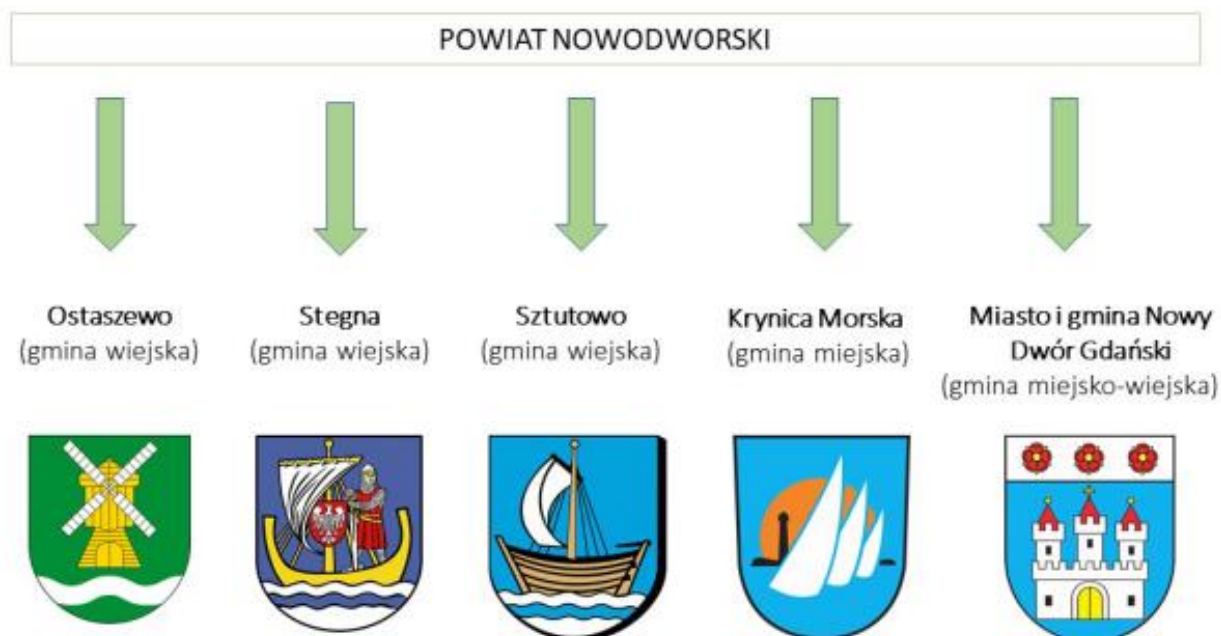 POWIAT NOWODWORSKI
Ostaszewo
(gmina wiejska)
Stegna
(gmina wiejska)
Sztutowo
(gmina wiejska)
Krynica Morska
(gmina miejska)
Miasto i gmina Nowy
Dwór Gdański
(gmina miejsko-wiejska)